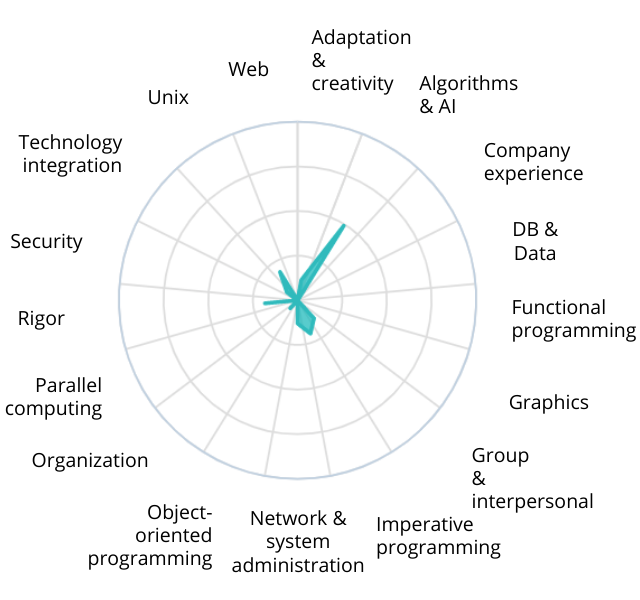 Adaptation
&
creativity
Algorithms
& AI
Company
experience
DB &
Data
Functional
programming
Graphics
Group
&
interpersonal
Imperative
programming
Network &
system
administration
Object-
oriented
programming
Organization
Parallel
computing
Rigor
Security
Technology
integration
Unix
Web